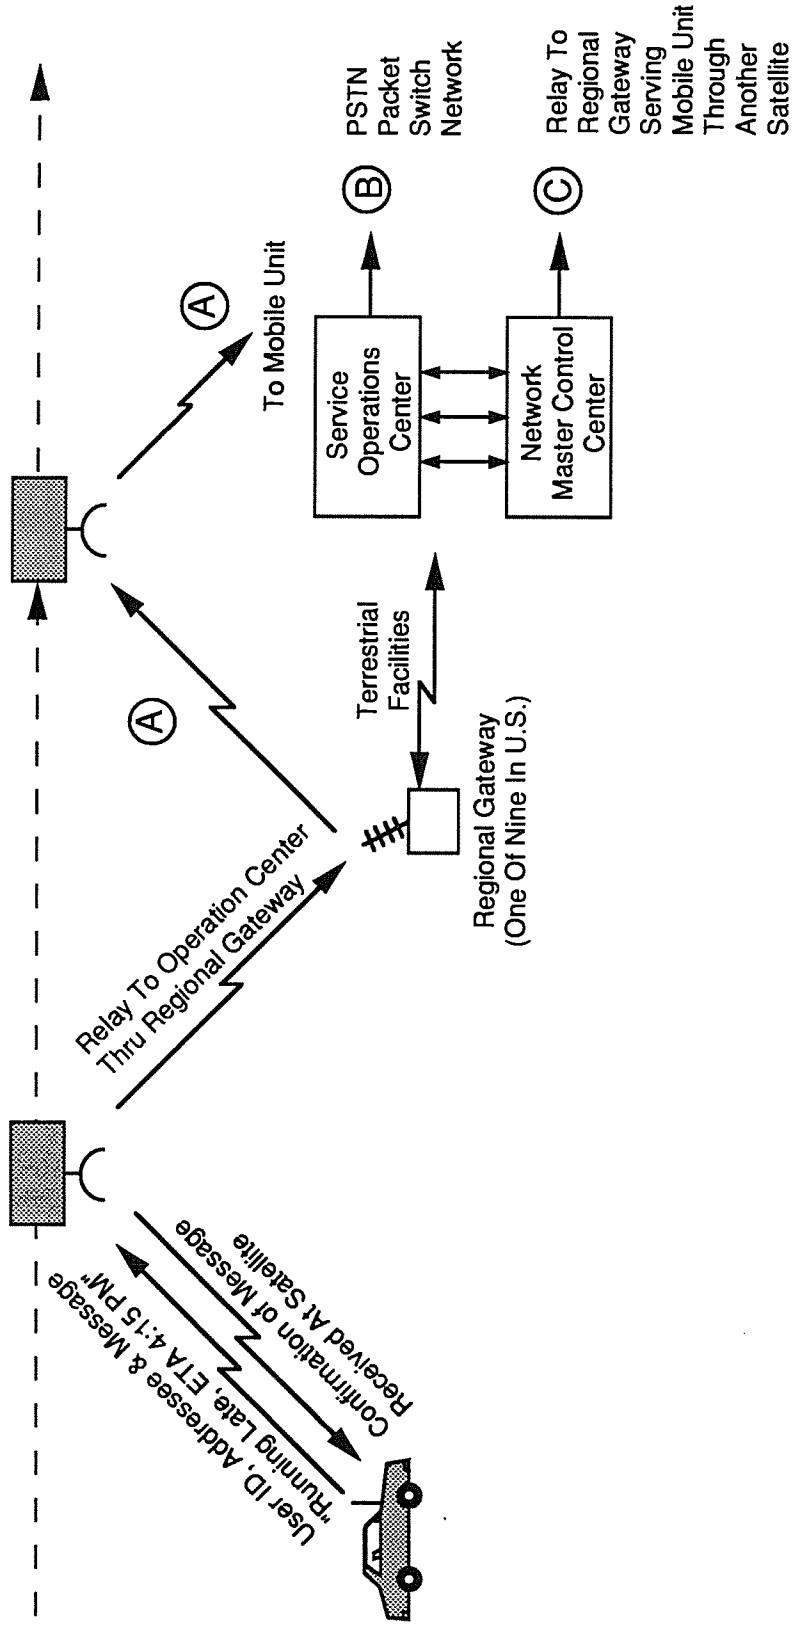 User ID, Addressee & Message
"Running Late, ETA 4:15 PM"
Confirmation of Message
Received At Satellite
Relay To Operation Center
Thru Regional Gateway
A
A
To Mobile Unit
Regional Gateway
(One Of Nine In U.S.)
Terrestrial
Facilities
Service
Operations
Center
Network
Master Control
Center
B
PSTN
Packet
Switch
Network
C
Relay To
Regional
Gateway
Serving
Mobile Unit
Through
Another
Satellite